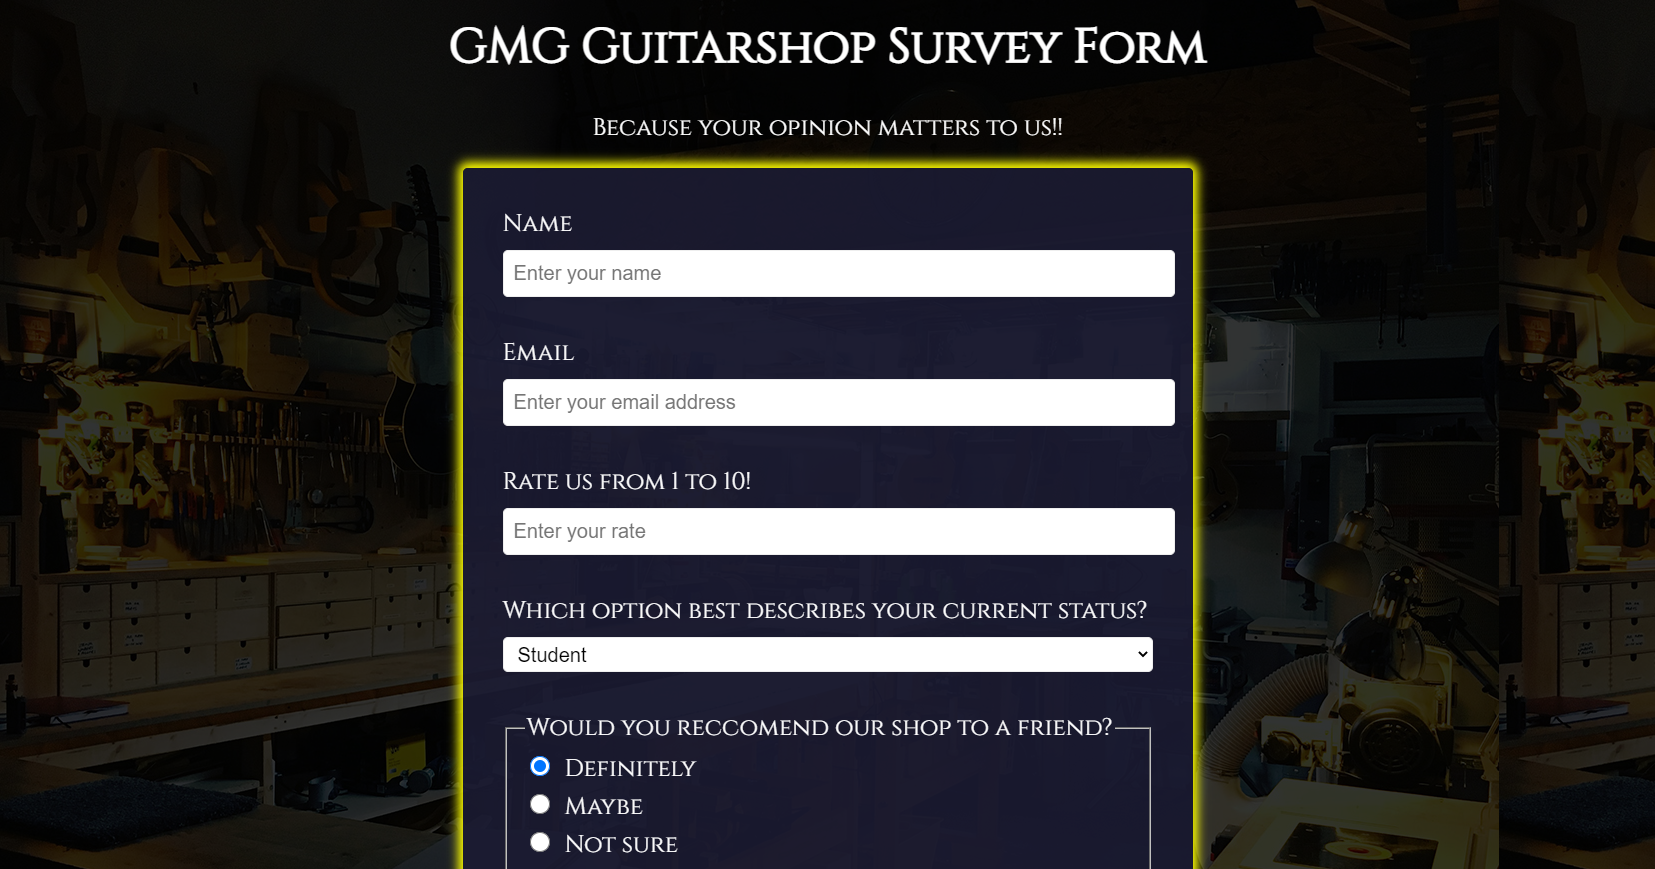 GMG Guitarshop Survey Form
Because your opinion matters to us!!
Name
Enter your name
Email
Enter your email address
Rate us from 1 to 10!
Enter your rate
Which option best describes your current status?
Student
Would you reccomend our shop to a friend?
Definitely
Maybe
Not sure